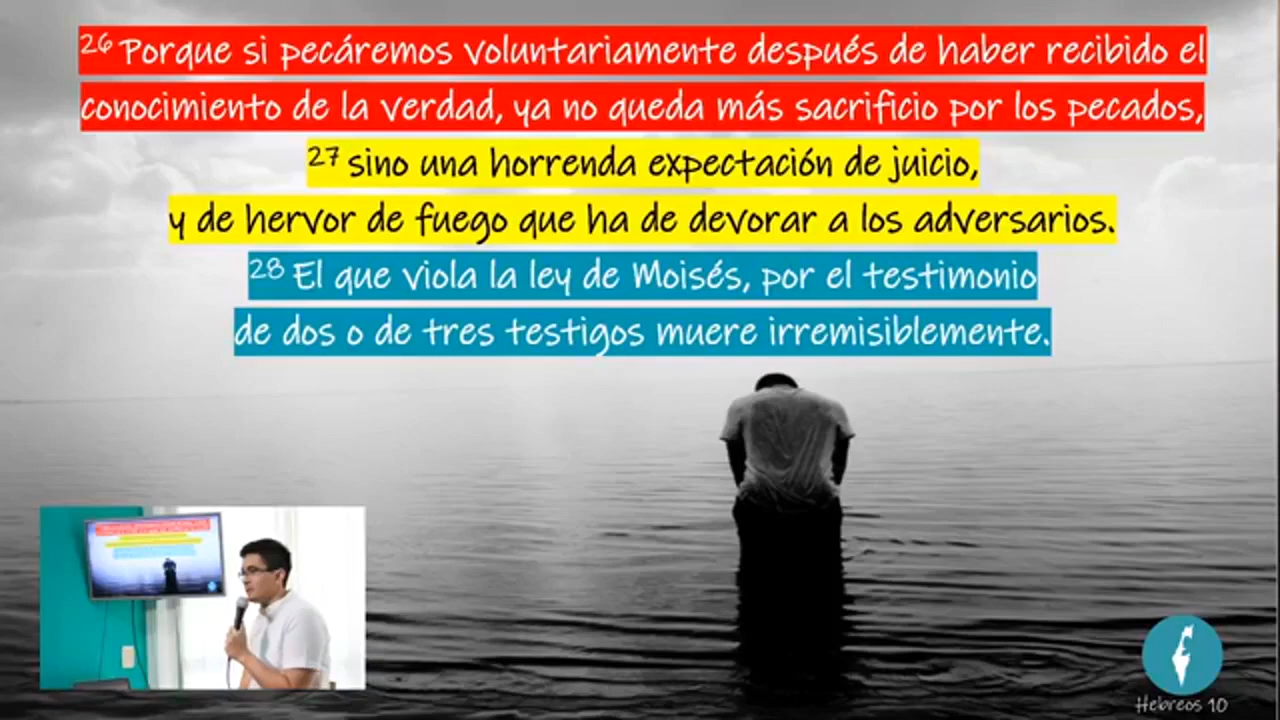 26 Porque si pecáremos voluntariamente después de haber recibido el
conocimiento de la verdad, ya no queda más sacrificio por los pecados,
27 sino una horrenda expectación de juicio,
y de hervor de fuego que ha de devorar a los adversarios.
28 El que viola la ley de Moisés, por el testimonio
de dos o de tres testigos muere irremisiblemente.
Hebreos 10